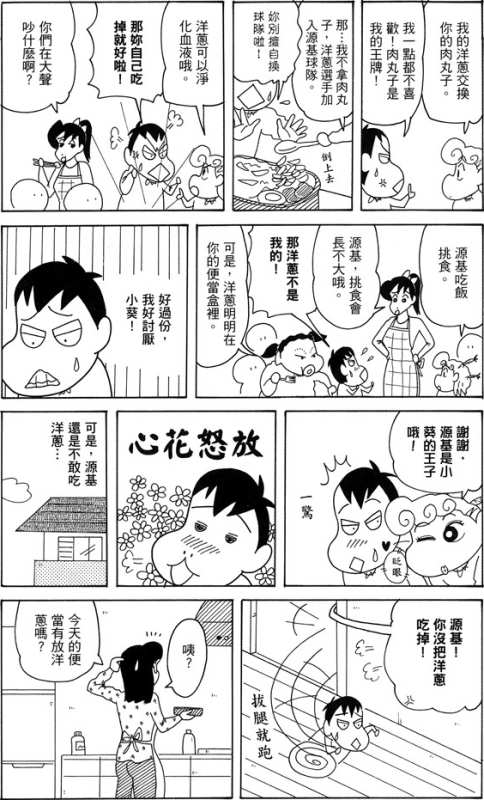 我的洋蔥交換
你的肉丸子。
我一點都不喜
歡！肉丸子是
我的王牌！
那…我不拿肉丸
子，洋蔥選手加
入源基球隊。
妳別擅自換
球隊啦！
倒上去
洋蔥可以淨
化血液哦。
那妳自己吃
掉就好啦！
你們在大聲
吵什麼啊？
源基吃飯
挑食。
源基，挑食會
長不大哦。
那洋蔥不是
我的！
可是，洋蔥明明在
你的便當盒裡。
好過份，
我好討厭
小葵！
謝謝，
源基是小
葵的王子
哦！
眨眼
一驚
心花怒放
可是，源基
還是不敢吃
洋蔥…
源基！
你沒把洋蔥
吃掉！
拔腿就跑
咦？
今天的便
當有放洋
蔥嗎？